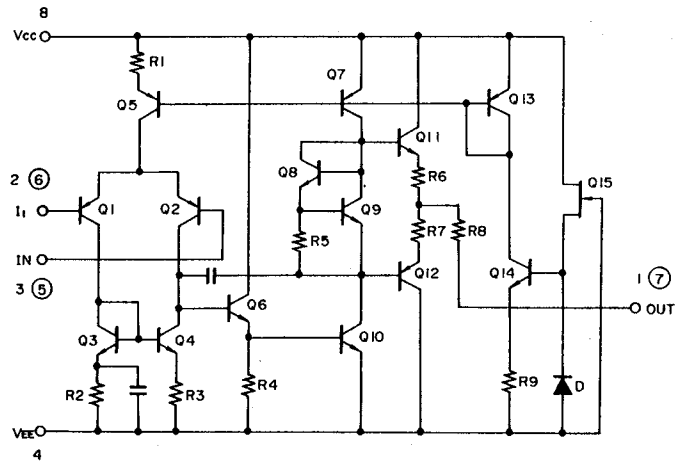 8
Vcc
R1
Q5
Q7
Q13
Q8
Q11
R6
Q15
2 ⑥
I₁
Q1
Q2
Q9
R5
R7
R8
IN
3 ⑤
Q6
Q12
Q14
1 ⑦
OUT
Q3
Q4
Q10
R2
R3
R4
R9
D
VEE
4